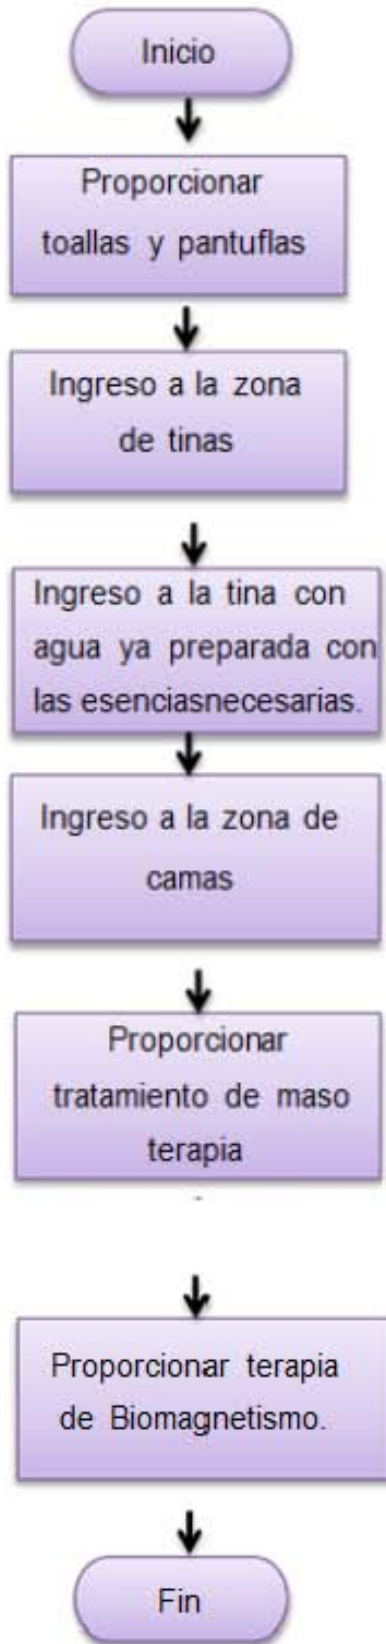 Inicio
Proporcionar
toallas y pantuflas
Ingreso a la zona
de tinas
Ingreso a la tina con
agua ya preparada con
las esenciasnecesarias.
Ingreso a la zona de
camas
Proporcionar
tratamiento de maso
terapia
Proporcionar terapia
de Biomagnetismo.
Fin